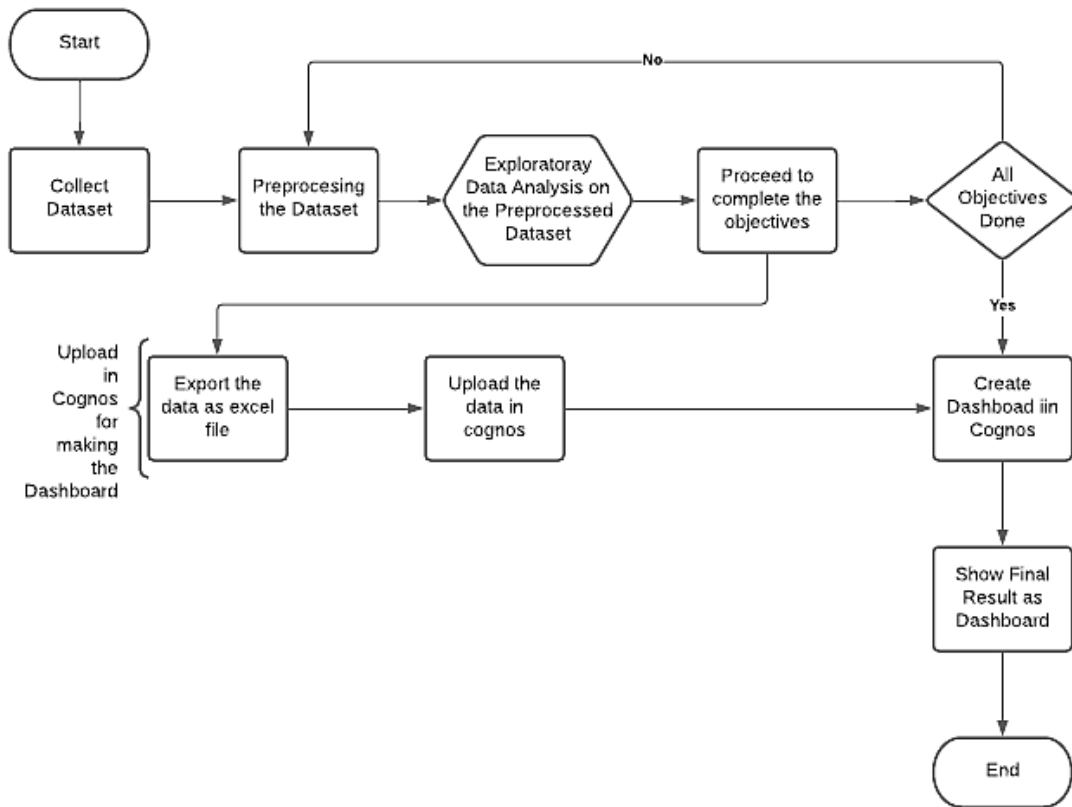 Start
No
Collect
Dataset
Preprocesing
the Dataset
Exploratoray
Data Analysis on
the Preprocessed
Dataset
Proceed to
complete the
objectives
All
Objectives
Done
Yes
Upload
in
Cognos
for
making
the
Dashboard
Export the
data as excel
file
Upload the
data in
cognos
Create
Dashboad iin
Cognos
Show Final
Result as
Dashboard
End